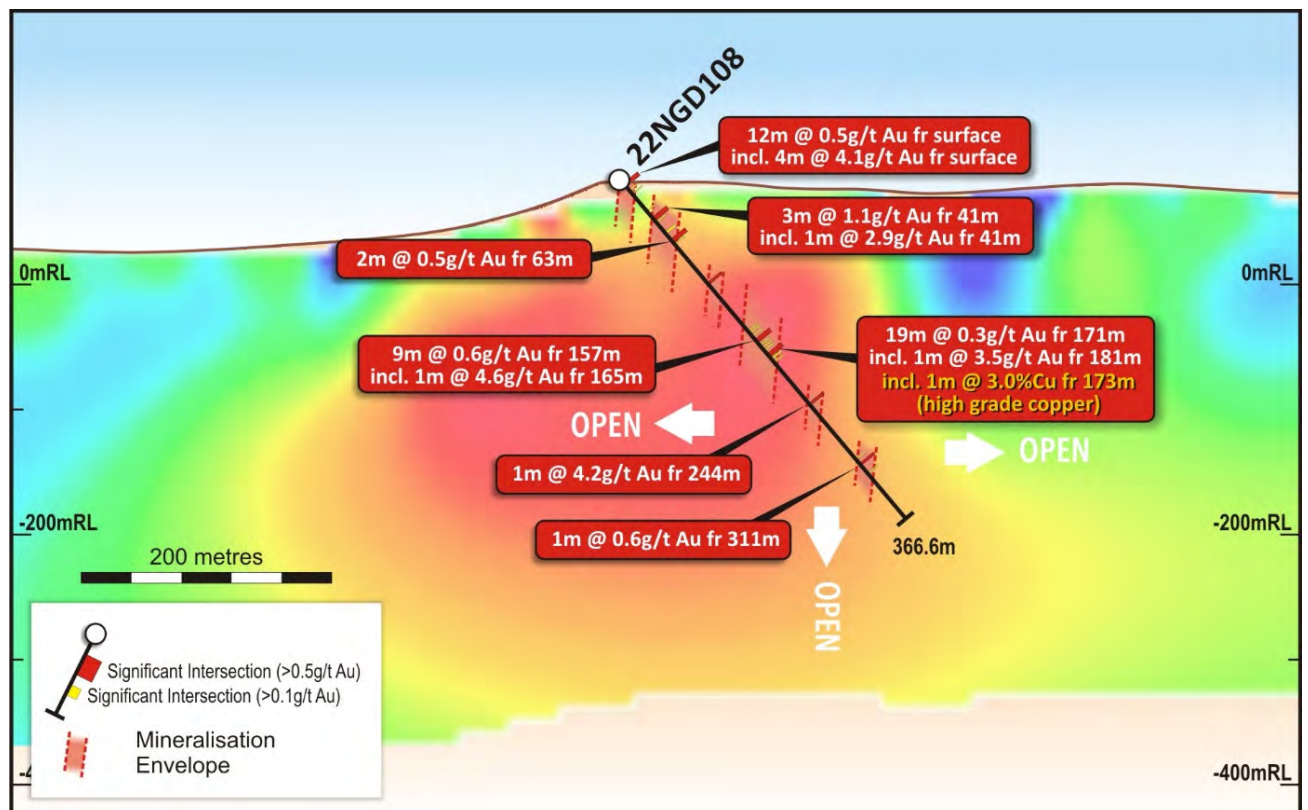 22NGD108
12m @ 0.5g/t Au fr surface
incl. 4m @ 4.1g/t Au fr surface
3m @ 1.1g/t Au fr 41m
incl. 1m @ 2.9g/t Au fr 41m
2m @ 0.5g/t Au fr 63m
0mRL
0mRL
9m @ 0.6g/t Au fr 157m
incl. 1m @ 4.6g/t Au fr 165m
19m @ 0.3g/t Au fr 171m
incl. 1m @ 3.5g/t Au fr 181m
incl. 1m @ 3.0%Cu fr 173m
(high grade copper)
OPEN
OPEN
1m @ 4.2g/t Au fr 244m
1m @ 0.6g/t Au fr 311m
366.6m
OPEN
-200mRL
-200mRL
200 metres
Significant Intersection (>0.5g/t Au)
Significant Intersection (>0.1g/t Au)
Mineralisation
Envelope
-400mRL